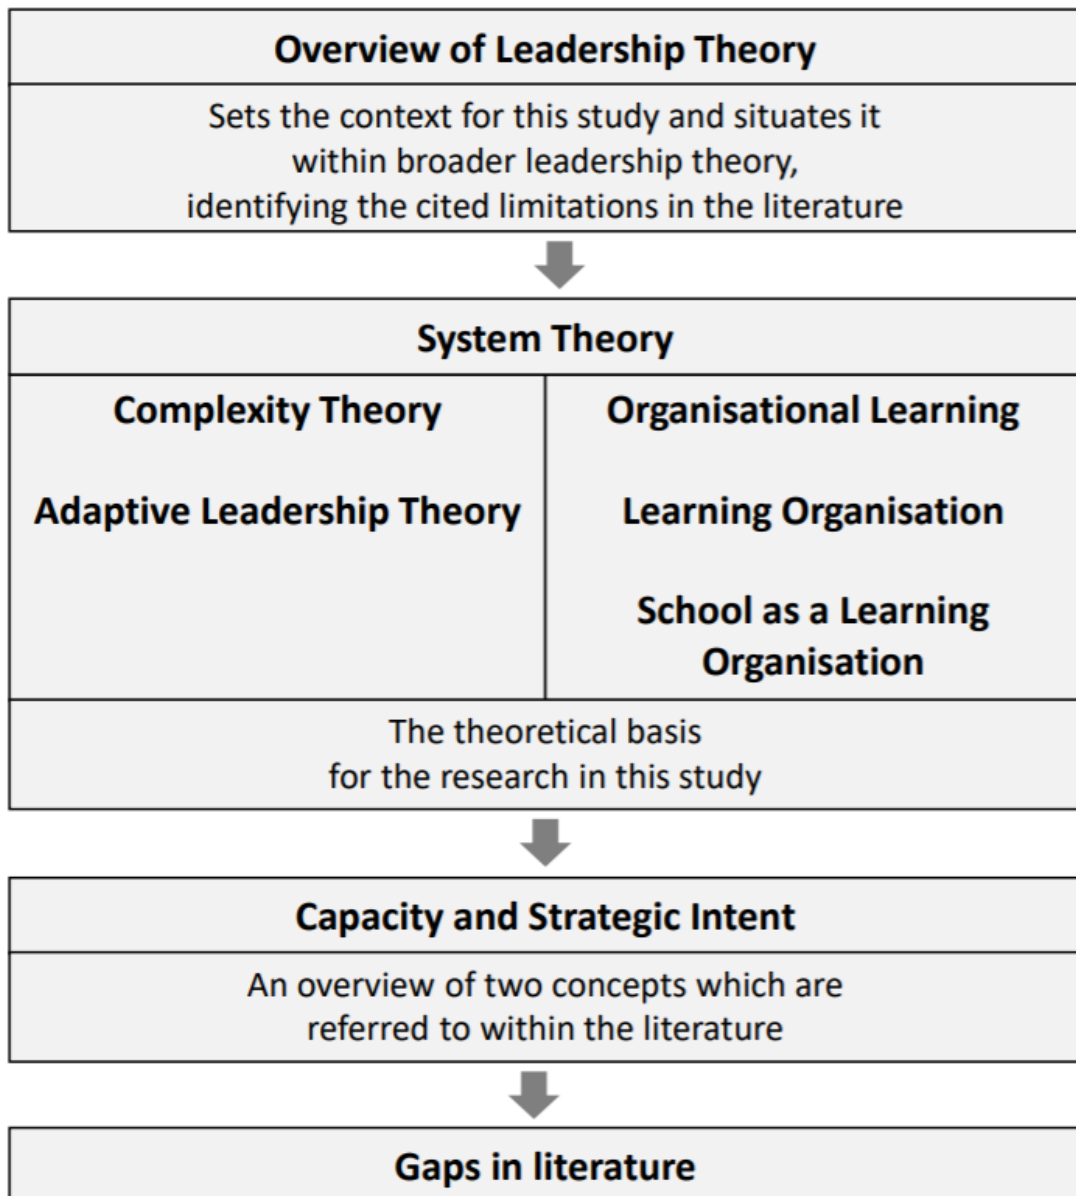 Overview of Leadership Theory
Sets the context for this study and situates it
within broader leadership theory,
identifying the cited limitations in the literature
System Theory
Complexity Theory
Adaptive Leadership Theory
Organisational Learning
Learning Organisation
School as a Learning
Organisation
The theoretical basis
for the research in this study
Capacity and Strategic Intent
An overview of two concepts which are
referred to within the literature
Gaps in literature